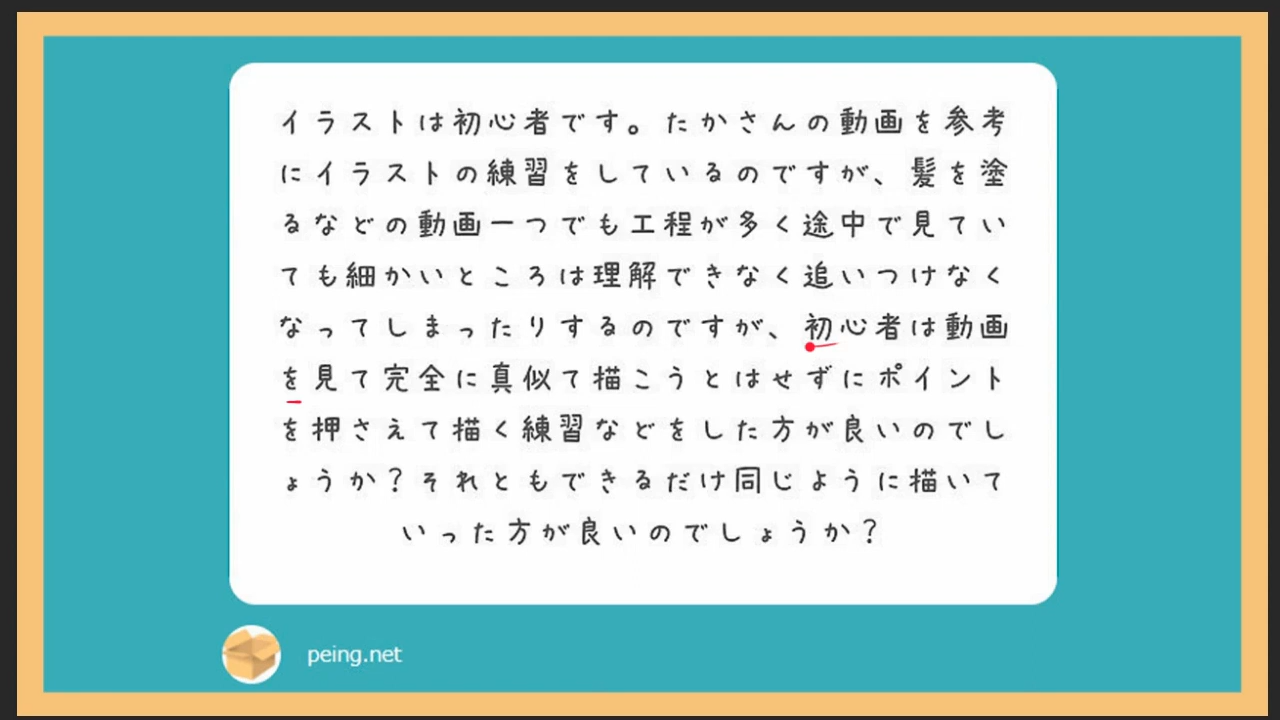 イラストは初心者です。たかさんの動画を参考
にイラストの練習をしているのですが、髪を塗
るなどの動画一つでも工程が多く途中で見てい
ても細かいところは理解できなく追いつけなく
なってしまったりするのですが、初心者は動画
を見て完全に真似て描こうとはせずにポイント
を押さえて描く練習などをした方が良いのでし
ょうか？それともできるだけ同じように描いて
いった方が良いのでしょうか？
peing.net